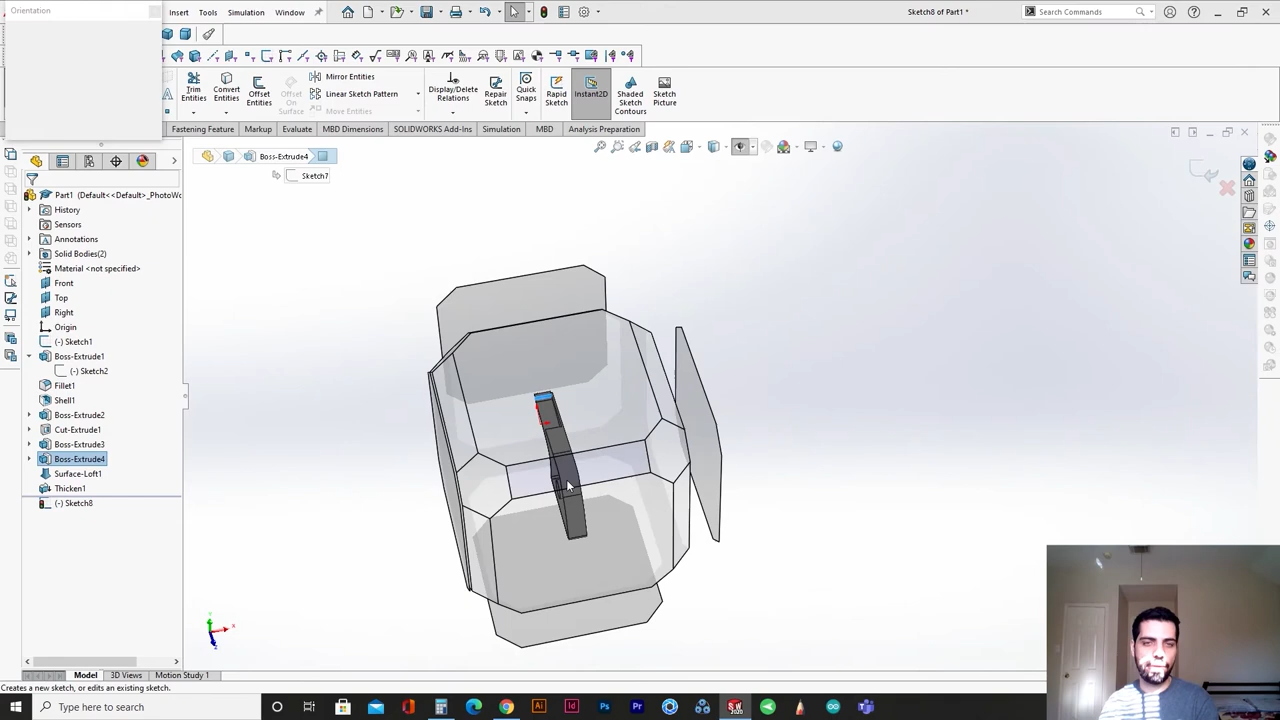 Orientation
Insert
Tools
Simulation
Window
Sketch8 of Part1 *
Search Commands
Trim Entities
Convert Entities
Offset Entities
Offset On Surface
Mirror Entities
Linear Sketch Pattern
Move Entities
Display/Delete Relations
Repair Sketch
Quick Snaps
Rapid Sketch
Instant2D
Shaded Sketch Contours
Sketch Picture
Fastening Feature
Markup
Evaluate
MBD Dimensions
SOLIDWORKS Add-Ins
Simulation
MBD
Analysis Preparation
Boss-Extrude4
Sketch7
Part1 (Default<<Default>_PhotoWo
History
Sensors
Annotations
Solid Bodies(2)
Material <not specified>
Front
Top
Right
Origin
(-) Sketch1
Boss-Extrude1
(-) Sketch2
Fillet1
Shell1
Boss-Extrude2
Cut-Extrude1
Boss-Extrude3
Boss-Extrude4
Surface-Loft1
Thicken1
(-) Sketch8
Model
3D Views
Motion Study 1
Creates a new sketch, or edits an existing sketch.
Type here to search